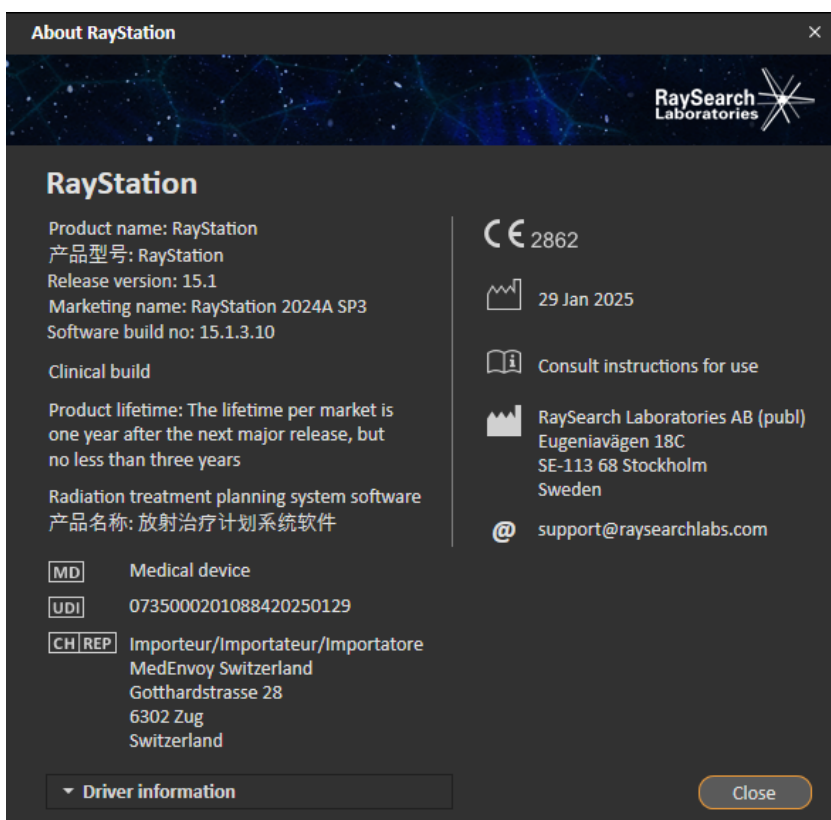 About RayStation
RaySearch
Laboratories
RayStation
Product name: RayStation
产品型号: RayStation
Release version: 15.1
Marketing name: RayStation 2024A SP3
Software build no: 15.1.3.10
Clinical build
Product lifetime: The lifetime per market is
one year after the next major release, but
no less than three years
Radiation treatment planning system software
产品名称: 放射治疗计划系统软件
CE 2862
29 Jan 2025
Consult instructions for use
RaySearch Laboratories AB (publ)
Eugeniavägen 18C
SE-113 68 Stockholm
Sweden
@ support@raysearchlabs.com
MD Medical device
UDI 0735000201088420250129
CH REP Importeur/Importateur/Importatore
MedEnvoy Switzerland
Gotthardstrasse 28
6302 Zug
Switzerland
Driver information
Close